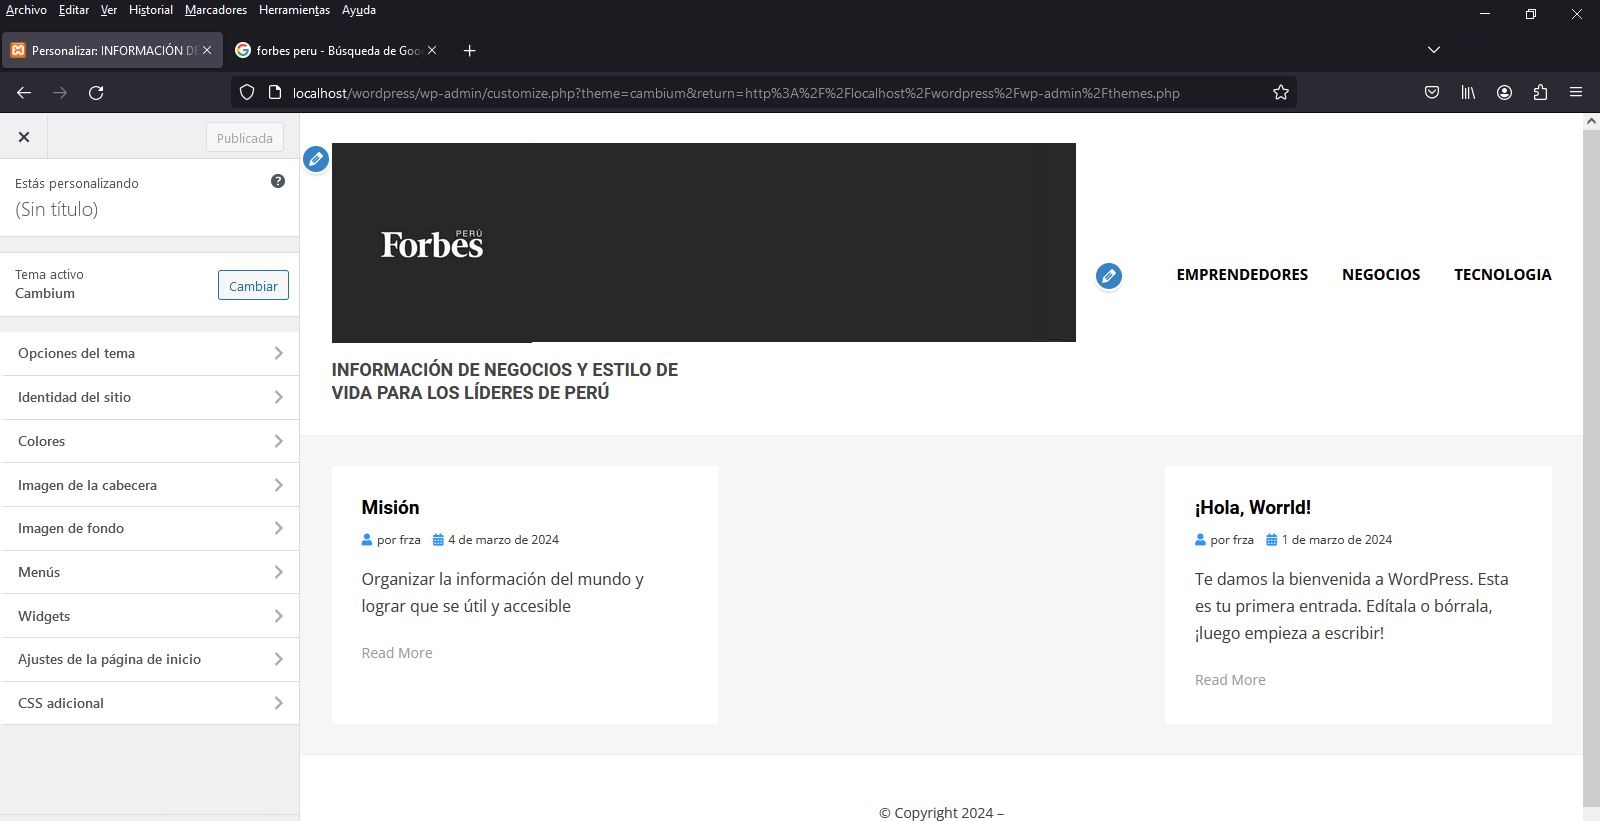 Archivo Editar Ver Historial Marcadores Herramientas Ayuda
Personalizar: INFORMACIÓN DE
forbes peru - Búsqueda de Goo
localhost/wordpress/wp-admin/customize.php?theme=cambium&return=http%3A%2F%2Flocalhost%2Fwordpress%2Fwp-admin%2Fthemes.php
Publicada
Estás personalizando
(Sin título)
Tema activo
Cambium
Cambiar
Opciones del tema
Identidad del sitio
Colores
Imagen de la cabecera
Imagen de fondo
Menús
Widgets
Ajustes de la página de inicio
CSS adicional
Forbes PERÚ
EMPRENDEDORES NEGOCIOS TECNOLOGIA
INFORMACIÓN DE NEGOCIOS Y ESTILO DE
VIDA PARA LOS LÍDERES DE PERÚ
Misión
por frza 4 de marzo de 2024
Organizar la información del mundo y
lograr que se útil y accesible
Read More
¡Hola, Worrld!
por frza 1 de marzo de 2024
Te damos la bienvenida a WordPress. Esta
es tu primera entrada. Edítala o bórrala,
¡luego empieza a escribir!
Read More
© Copyright 2024 –